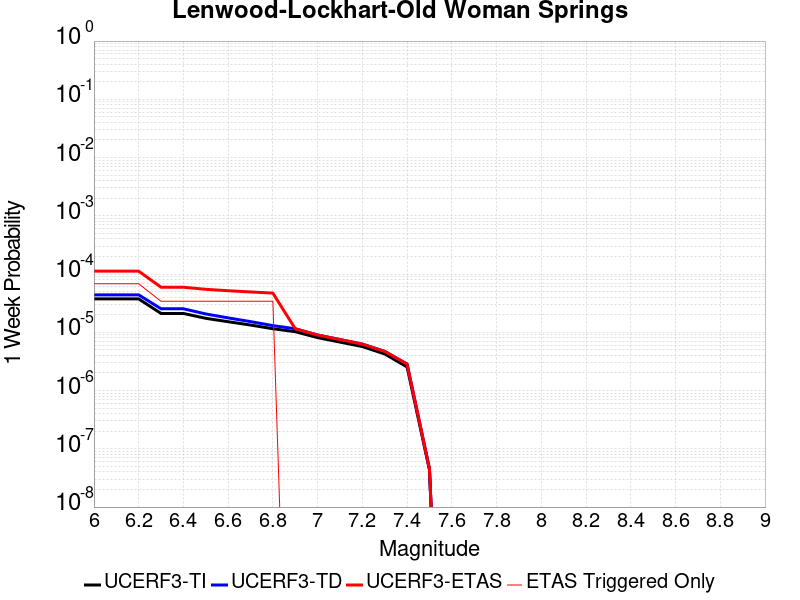 Lenwood-Lockhart-Old Woman Springs
10^0
10^-1
10^-2
10^-3
10^-4
10^-5
10^-6
10^-7
10^-8
1 Week Probability
6 6.2 6.4 6.6 6.8 7 7.2 7.4 7.6 7.8 8 8.2 8.4 8.6 8.8 9
Magnitude
UCERF3-TI UCERF3-TD UCERF3-ETAS ETAS Triggered Only